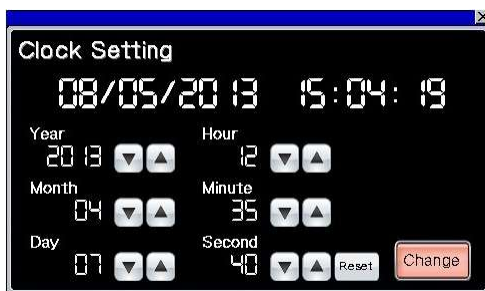 Clock Setting
08/05/2013 15:04:19
Year Hour
2013 12
Month Minute
04 35
Day Second
07 40 Reset Change